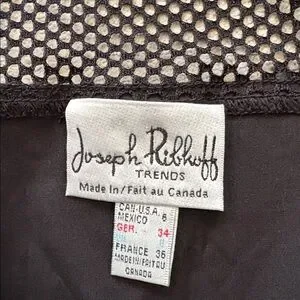 Joseph Ribkoff
TRENDS
Made in/Fait au Canada
CAN-U.S.A. 6
MEXICO
GER. 34
FRANCE 36
MADE IN/FAIT AU
CANADA